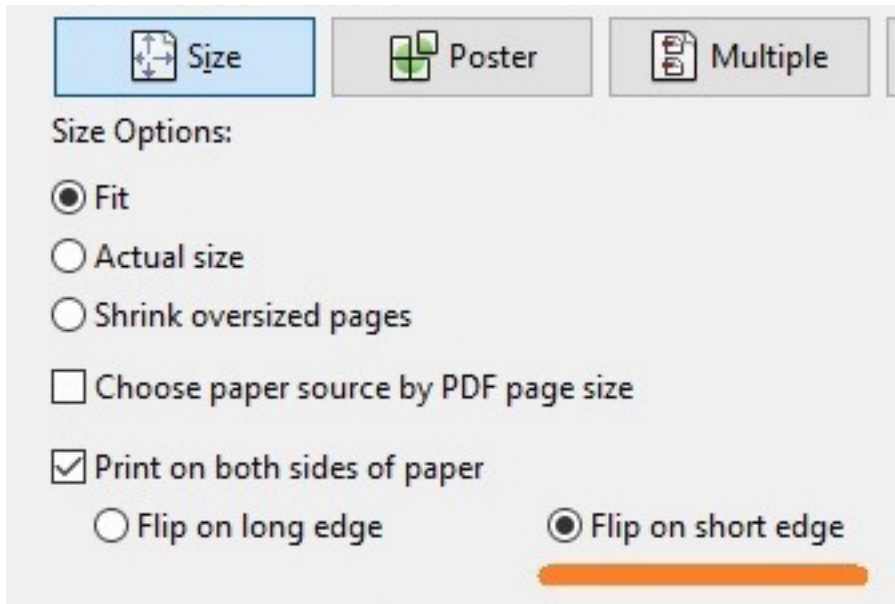 Size Poster Multiple
Size Options:
Fit
Actual size
Shrink oversized pages
Choose paper source by PDF page size
Print on both sides of paper
Flip on long edge Flip on short edge